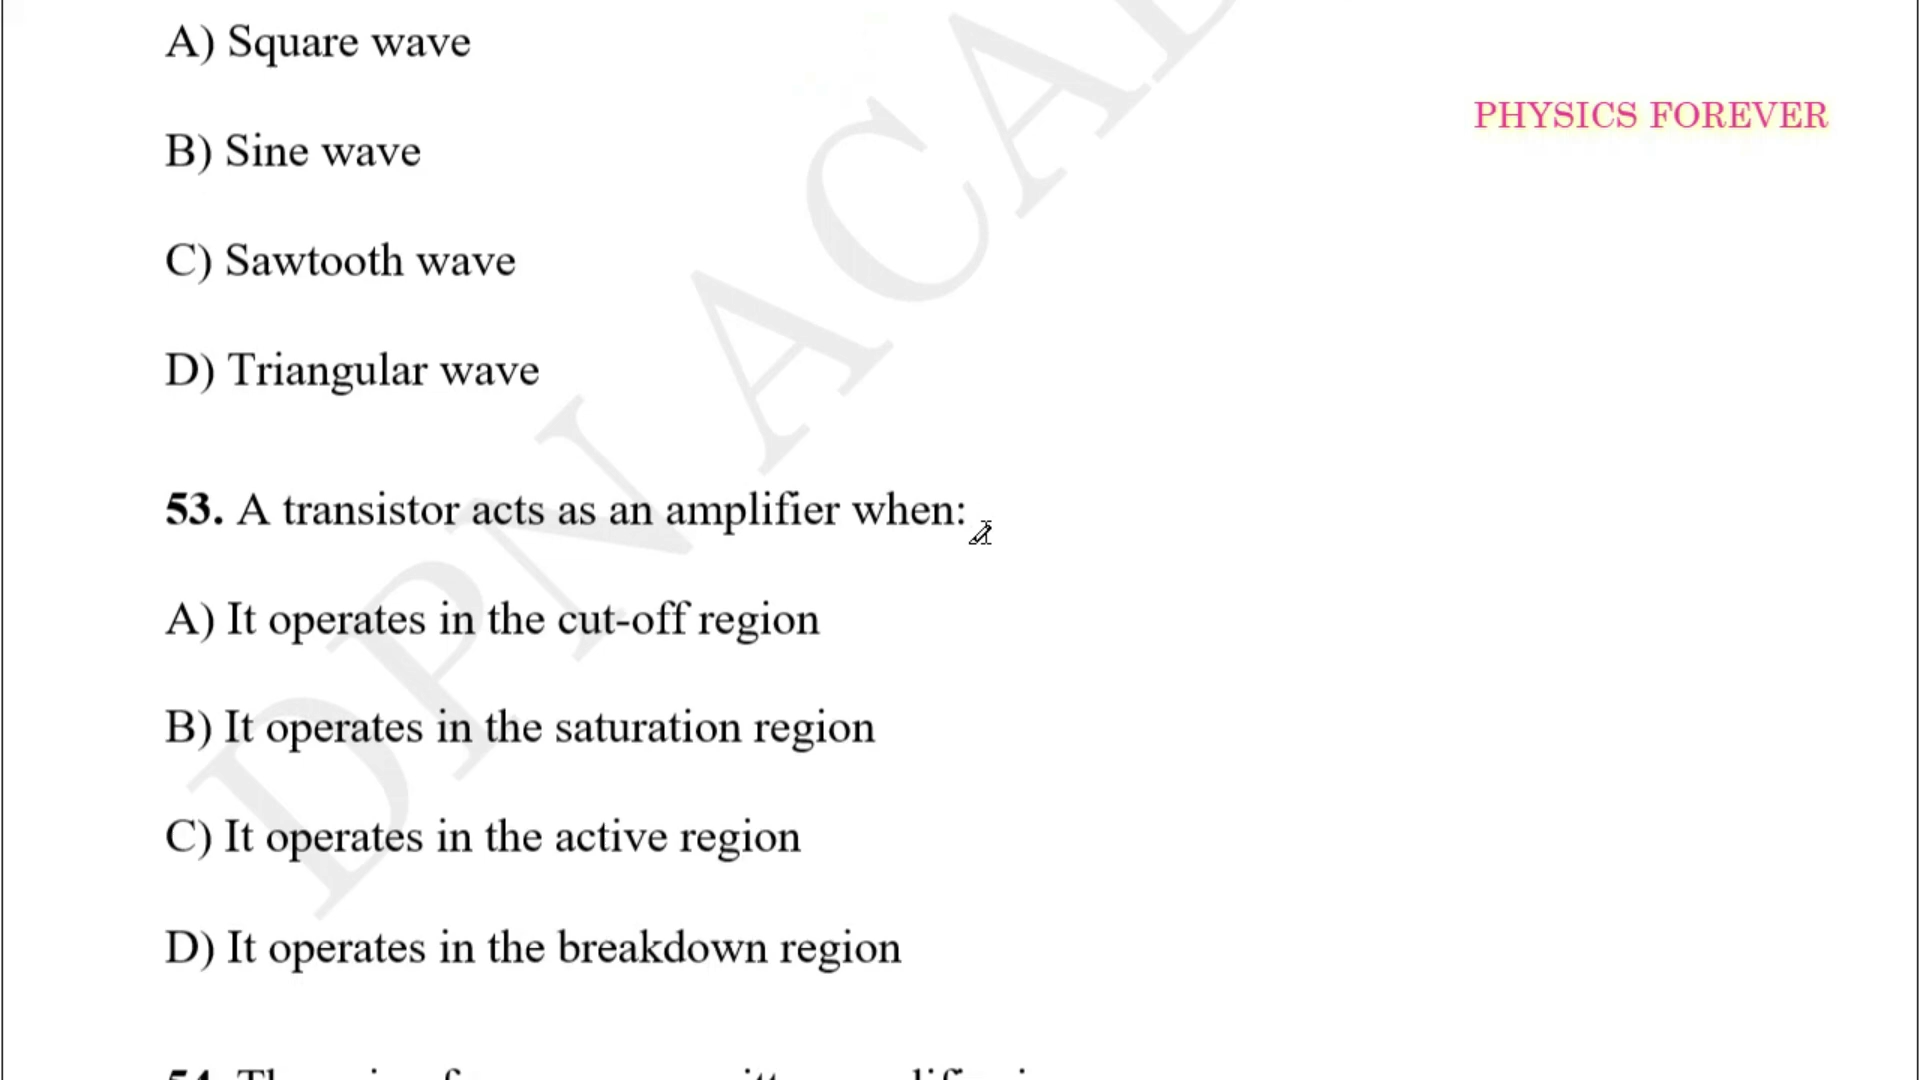 A) Square wave
PHYSICS FOREVER
B) Sine wave
C) Sawtooth wave
D) Triangular wave
53. A transistor acts as an amplifier when:
A) It operates in the cut-off region
B) It operates in the saturation region
C) It operates in the active region
D) It operates in the breakdown region
DPN